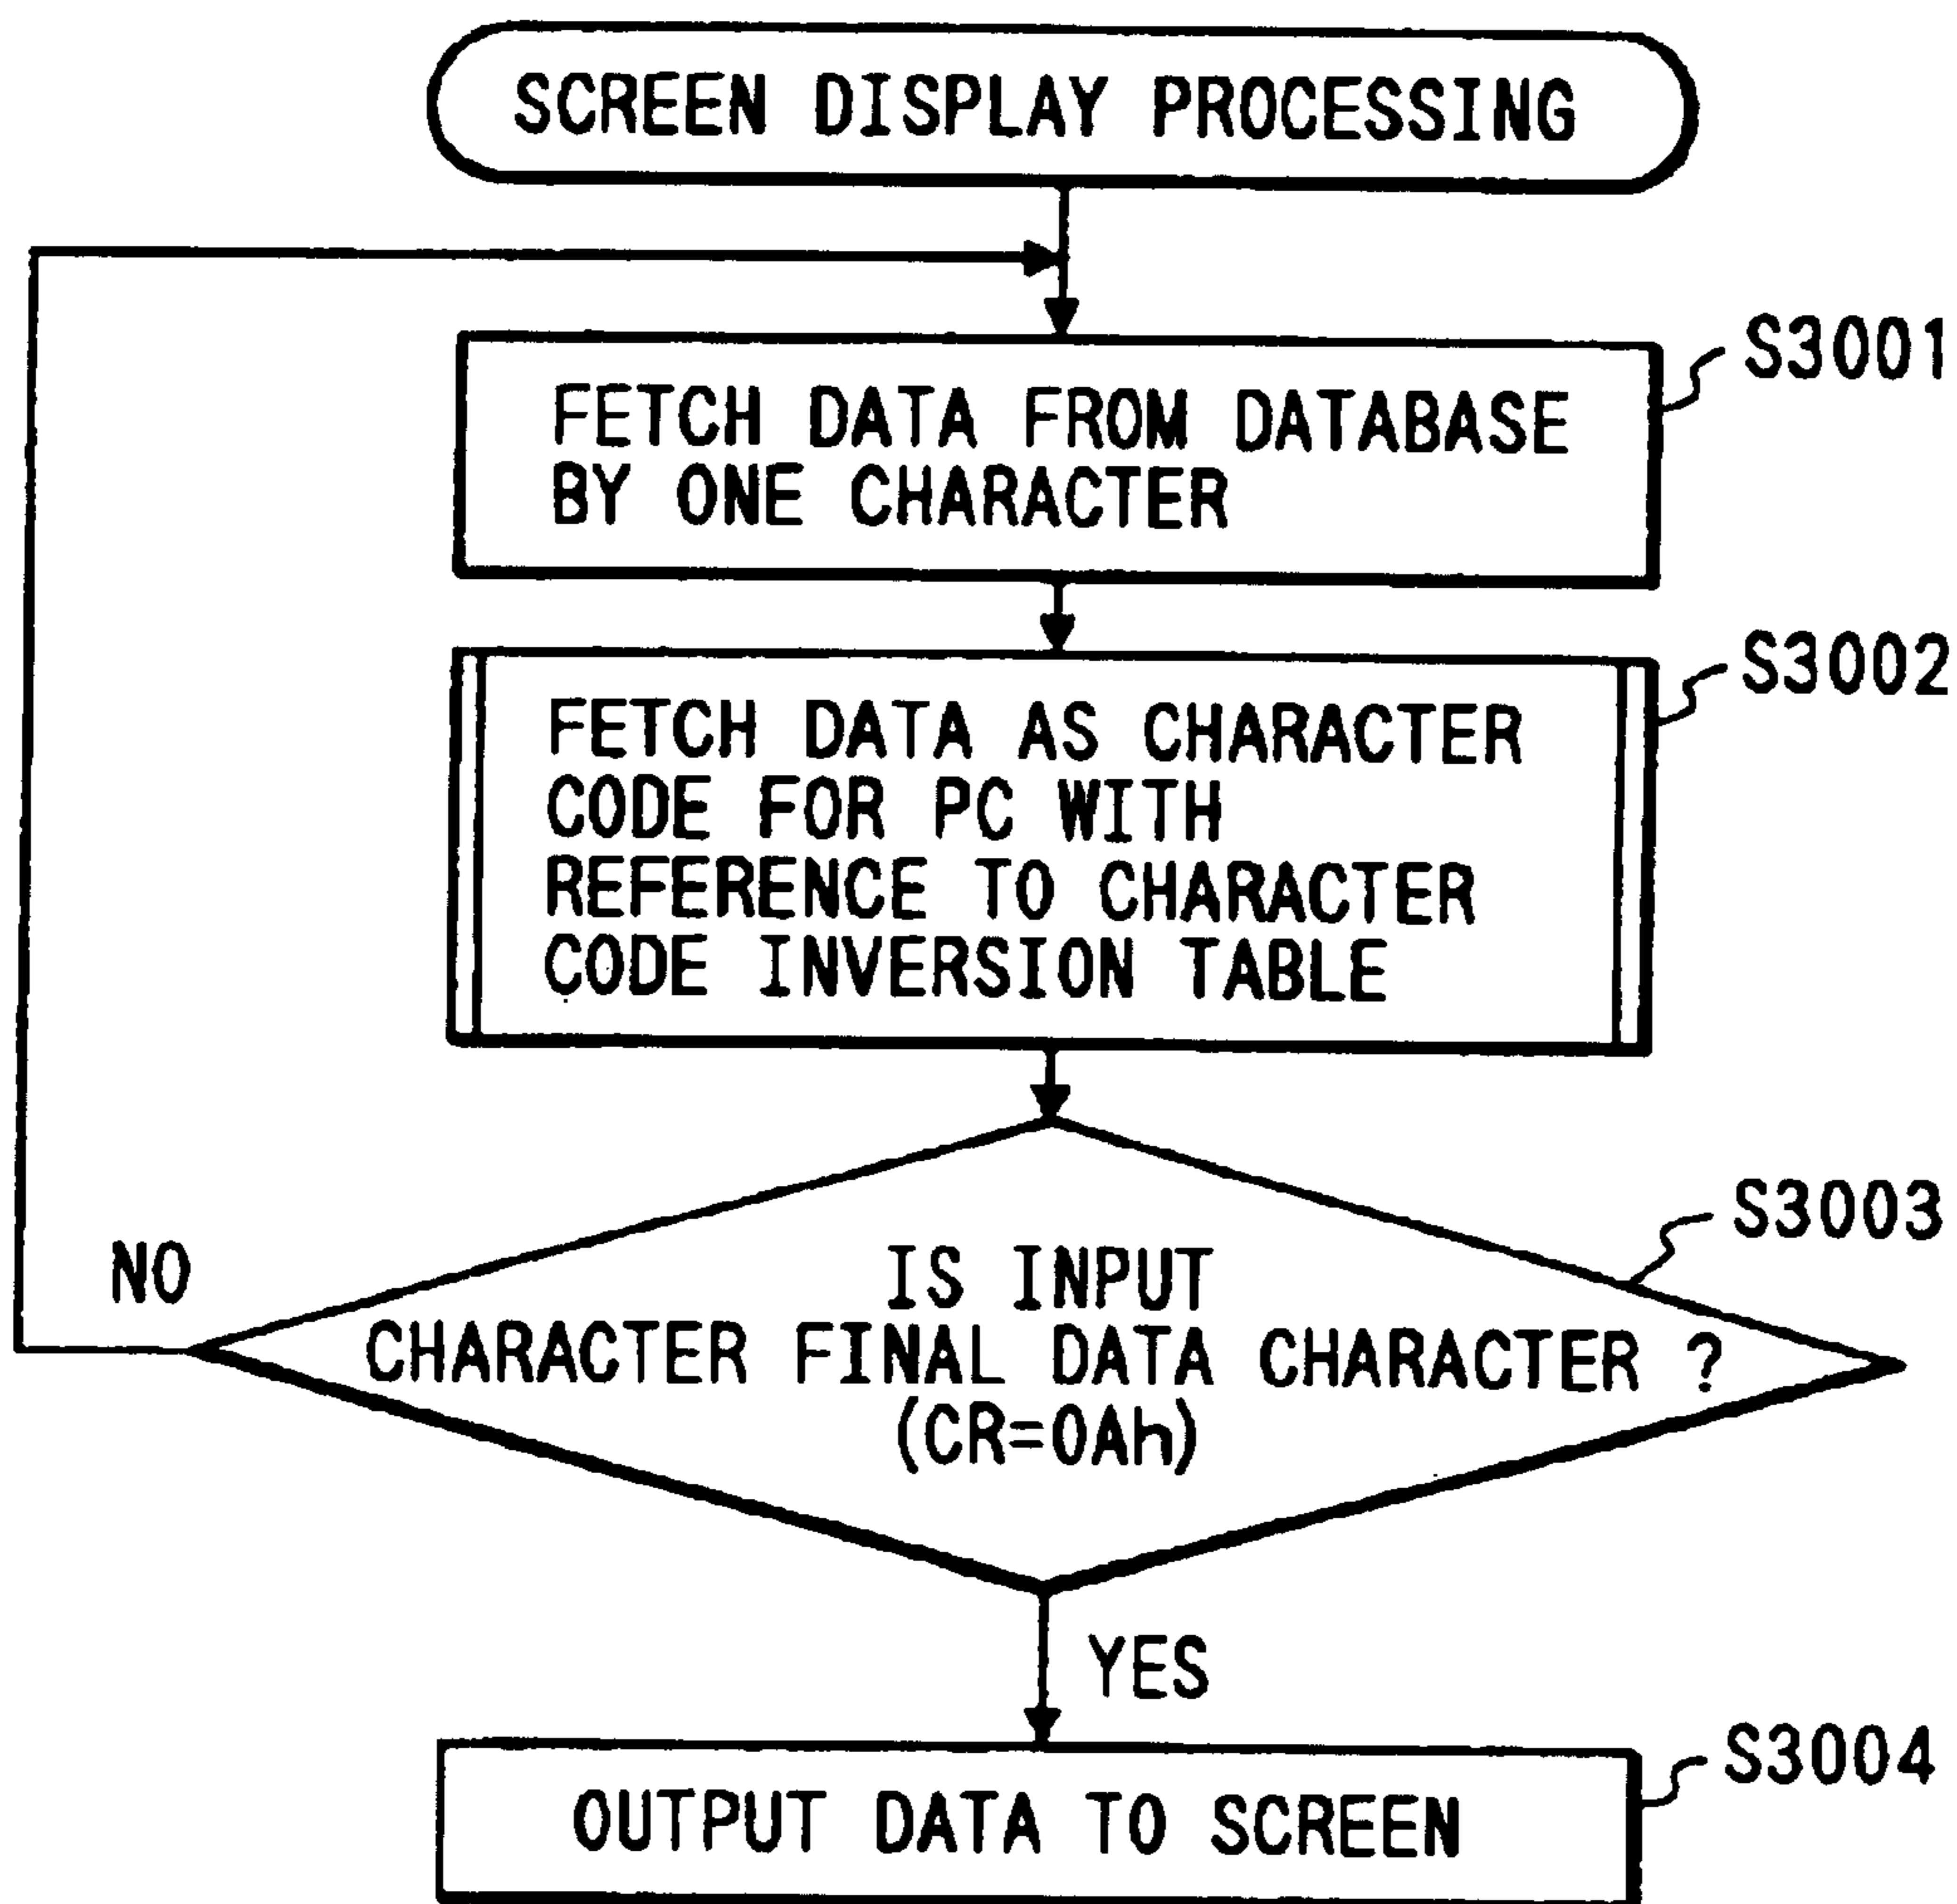 SCREEN DISPLAY PROCESSING
S3001
FETCH DATA FROM DATABASE
BY ONE CHARACTER
S3002
FETCH DATA AS CHARACTER
CODE FOR PC WITH
REFERENCE TO CHARACTER
CODE INVERSION TABLE
S3003
NO
IS INPUT
CHARACTER FINAL DATA CHARACTER ?
(CR=0Ah)
YES
S3004
OUTPUT DATA TO SCREEN